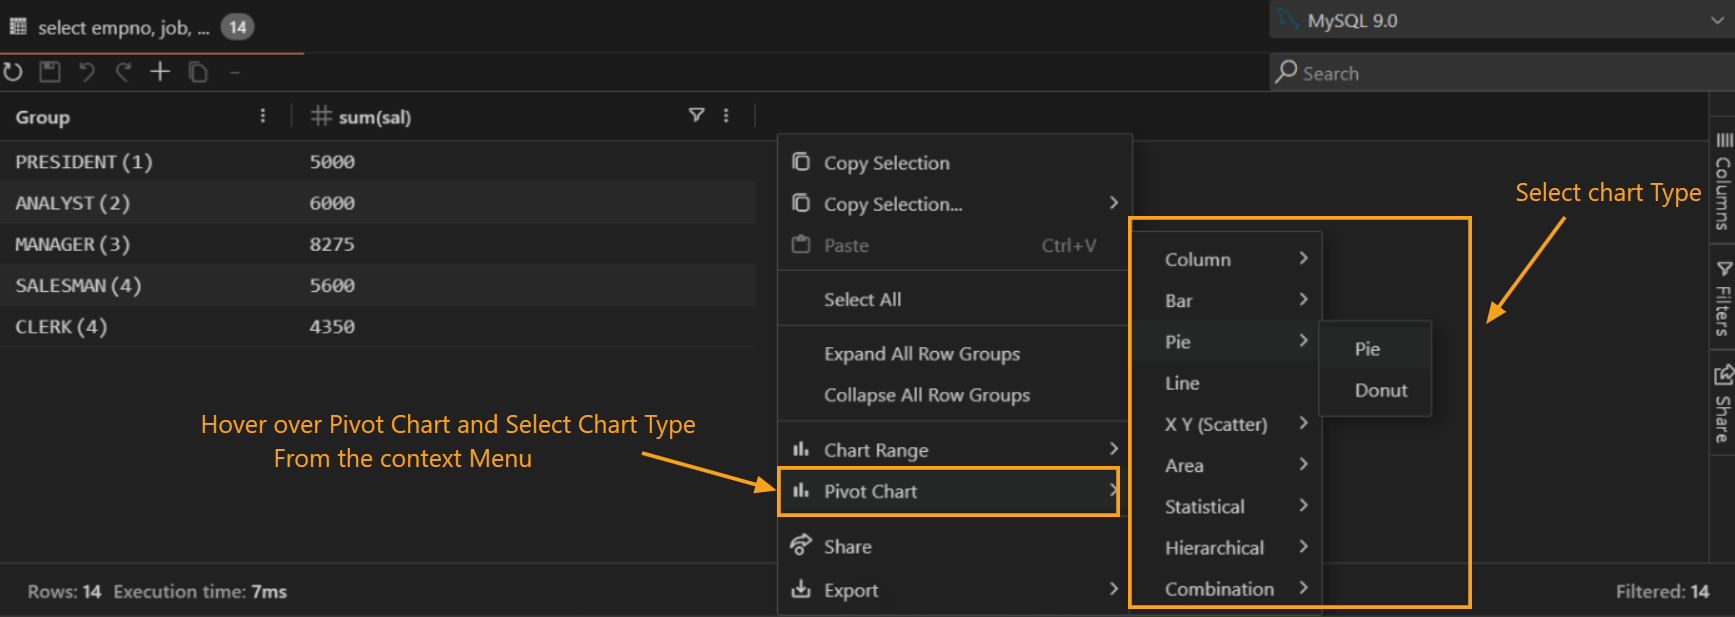 select empno, job, ... 14
MySQL 9.0
Search
Group
sum(sal)
PRESIDENT (1) 5000
ANALYST (2) 6000
MANAGER (3) 8275
SALESMAN (4) 5600
CLERK (4) 4350
Copy Selection
Copy Selection...
Paste Ctrl+V
Select All
Expand All Row Groups
Collapse All Row Groups
Chart Range
Pivot Chart
Share
Export
Column
Bar
Pie
Line
X Y (Scatter)
Area
Statistical
Hierarchical
Combination
Pie
Donut
Select chart Type
Hover over Pivot Chart and Select Chart Type
From the context Menu
Columns
Filters
Share
Rows: 14 Execution time: 7ms
Filtered: 14